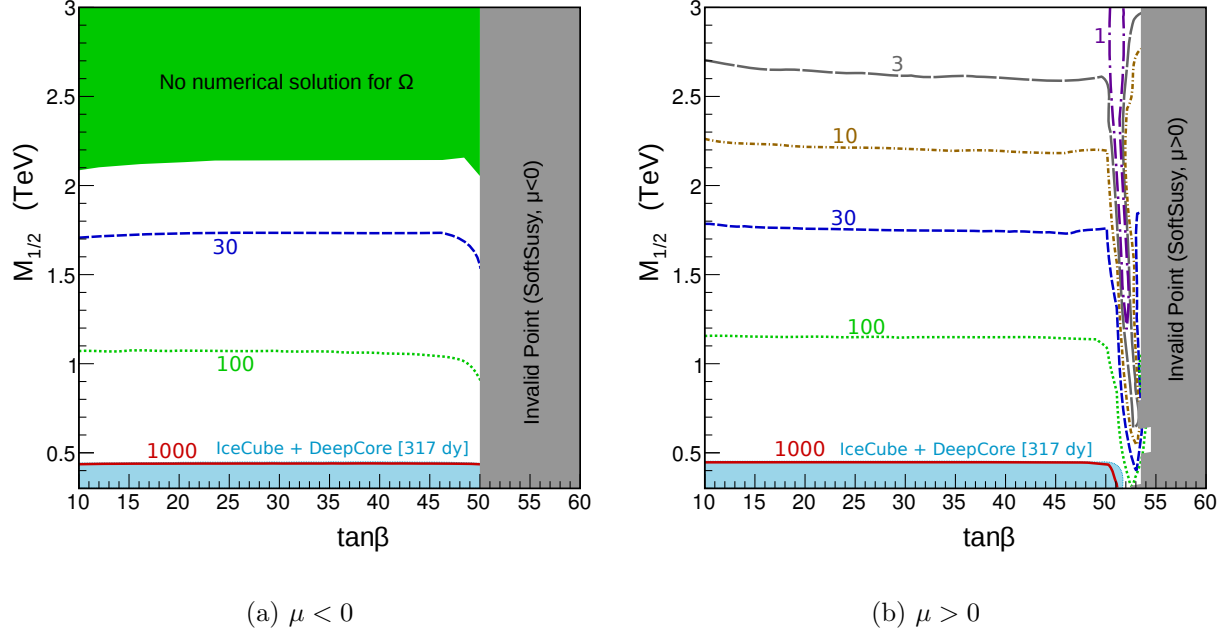 3
2.5
2
1.5
1
0.5
M1/2 (TeV)
No numerical solution for Ω
30
100
1000
IceCube + DeepCore [317 dy]
Invalid Point (SoftSusy, μ<0)
10 15 20 25 30 35 40 45 50 55 60
tanβ
(a) μ < 0
3
2.5
2
1.5
1
0.5
M1/2 (TeV)
1
3
10
30
100
1000
IceCube + DeepCore [317 dy]
Invalid Point (SoftSusy, μ>0)
10 15 20 25 30 35 40 45 50 55 60
tanβ
(b) μ > 0